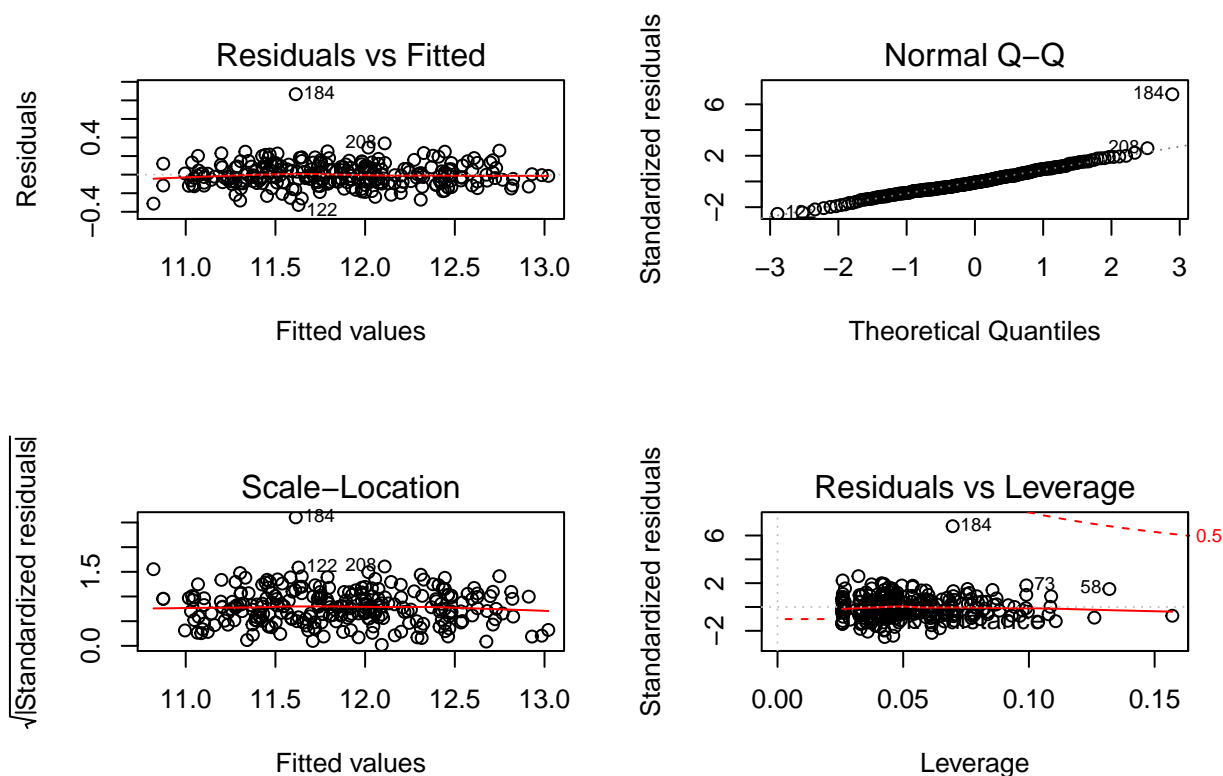 Residuals vs Fitted
Residuals
0.4
−0.4
184
208
122
11.0 11.5 12.0 12.5 13.0
Fitted values
Normal Q−Q
Standardized residuals
6
2
−2
184
208
122
−3 −2 −1 0 1 2 3
Theoretical Quantiles
Scale−Location
√|Standardized residuals|
1.5
0.0
184
122
208
11.0 11.5 12.0 12.5 13.0
Fitted values
Residuals vs Leverage
Standardized residuals
6
2
−2
184
73
58
0.5
distance
0.00 0.05 0.10 0.15
Leverage